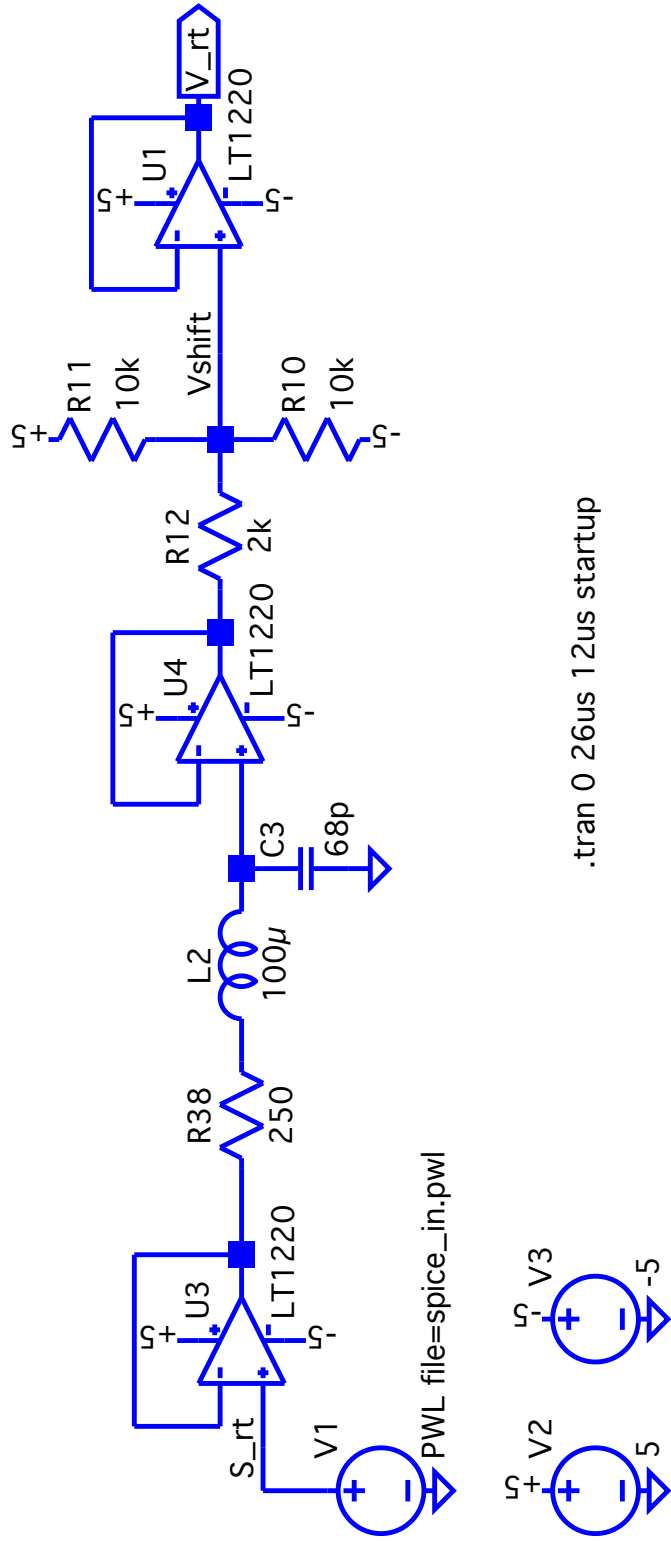 S_rt
V1
PWL file=spice_in.pwl
+5
U3
LT1220
-5
R38
250
L2
100µ
C3
68p
+5
U4
LT1220
-5
R12
2k
+5
R11
10k
Vshift
R10
10k
-5
+5
U1
LT1220
-5
V_rt
+5
V2
5
-5
V3
-5
.tran 0 26us 12us startup